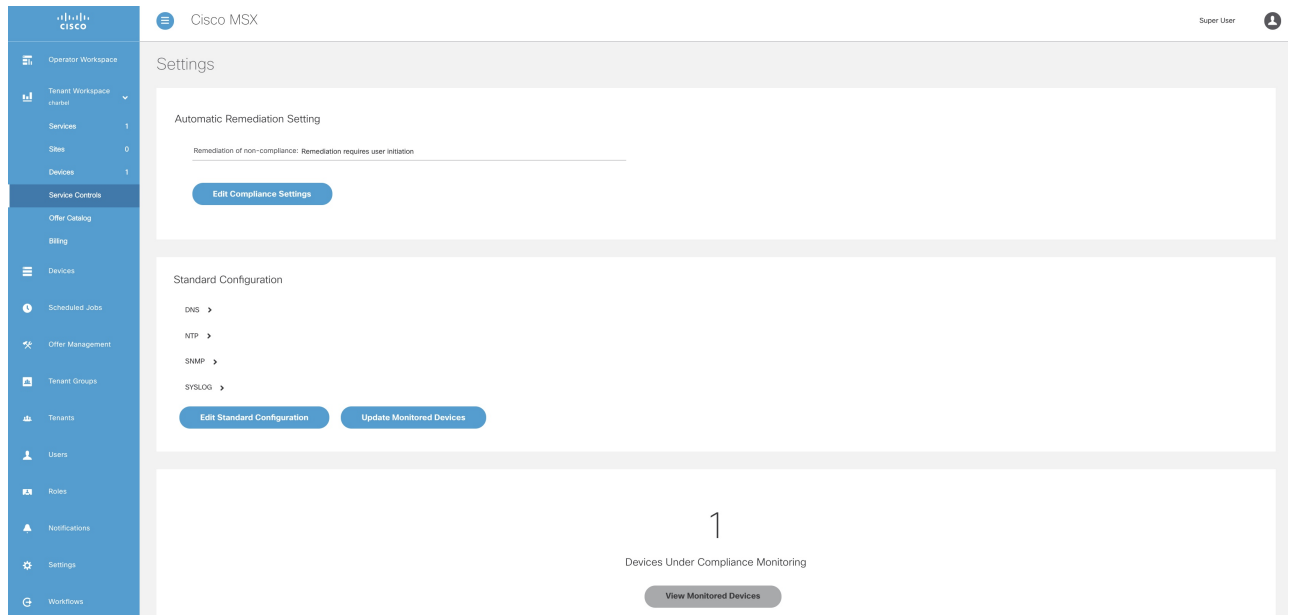 CISCO
Cisco MSX
Super User
Operator Workspace
Tenant Workspace
charbel
Services 1
Sites 0
Devices 1
Service Controls
Offer Catalog
Billing
Devices
Scheduled Jobs
Offer Management
Tenant Groups
Tenants
Users
Roles
Notifications
Settings
Workflows
Settings
Automatic Remediation Setting
Remediation of non-compliance: Remediation requires user initiation
Edit Compliance Settings
Standard Configuration
DNS
NTP
SNMP
SYSLOG
Edit Standard Configuration
Update Monitored Devices
1
Devices Under Compliance Monitoring
View Monitored Devices